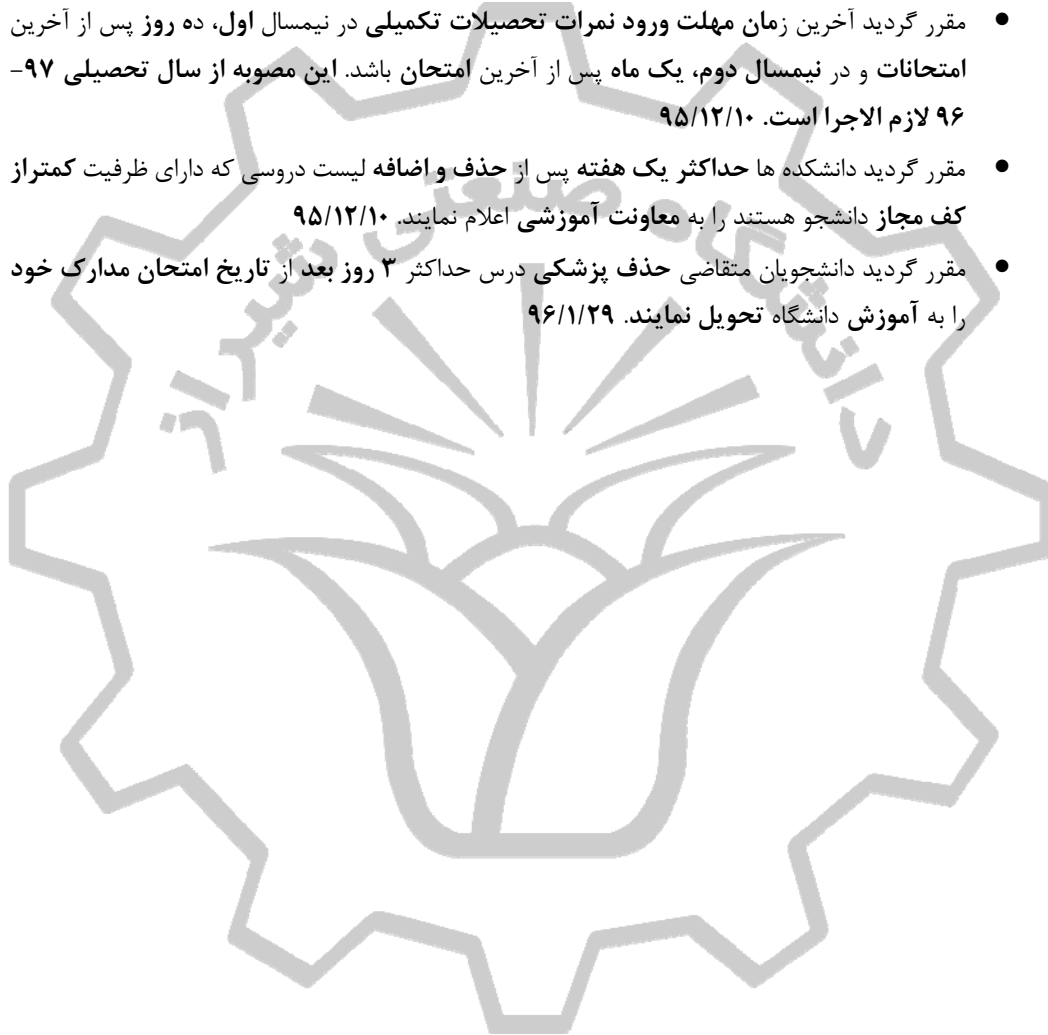 • مقرر گردید آخرین زمان مهلت ورود نمرات تحصیلات تکمیلی در نیمسال اول، ده روز پس از آخرین
امتحانات و در نیمسال دوم، یک ماه پس از آخرین امتحان باشد. این مصوبه از سال تحصیلی ۹۷-
۹۶ لازم الاجرا است. ۹۵/۱۲/۱۰
• مقرر گردید دانشکده ها حداکثر یک هفته پس از حذف و اضافه لیست دروسی که دارای ظرفیت کمتراز
کف مجاز دانشجو هستند را به معاونت آموزشی اعلام نمایند. ۹۵/۱۲/۱۰
• مقرر گردید دانشجویان متقاضی حذف پزشکی درس حداکثر ۳ روز بعد از تاریخ امتحان مدارک خود
را به آموزش دانشگاه تحویل نمایند. ۹۶/۱/۲۹
دانشگاه صنعتی شیراز